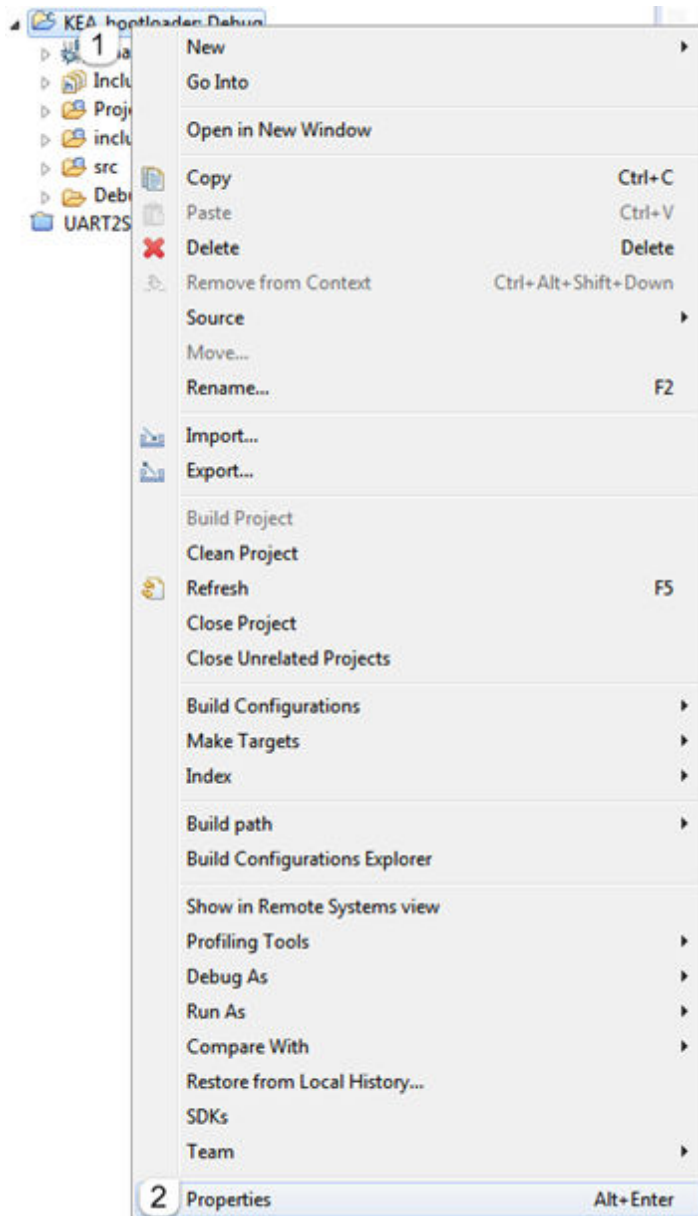 KEA_bootloader: Debug
1
New
Inclu
Go Into
Proje
inclu
Open in New Window
src
Copy Ctrl+C
Debu
Paste Ctrl+V
UART2S
Delete Delete
Remove from Context Ctrl+Alt+Shift+Down
Source
Move...
Rename... F2
Import...
Export...
Build Project
Clean Project
Refresh F5
Close Project
Close Unrelated Projects
Build Configurations
Make Targets
Index
Build path
Build Configurations Explorer
Show in Remote Systems view
Profiling Tools
Debug As
Run As
Compare With
Restore from Local History...
SDKs
Team
2 Properties Alt+Enter